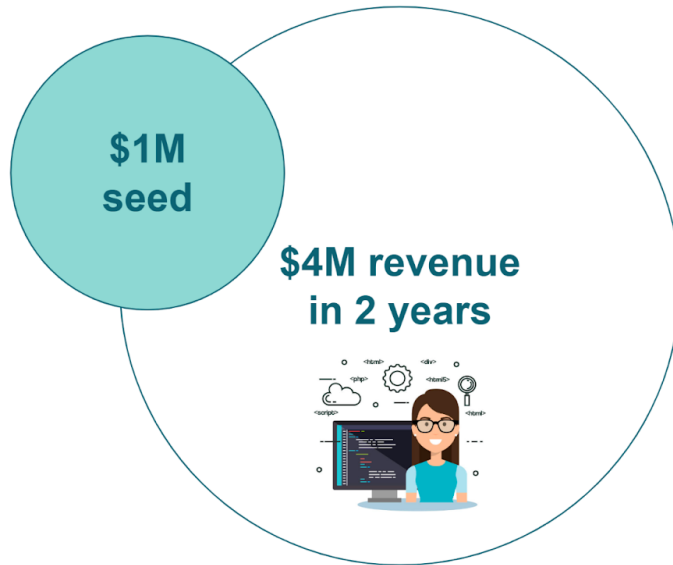 $1M
seed
$4M revenue
in 2 years
<html>
<div>
<php>
<html5>
<script>
<html>